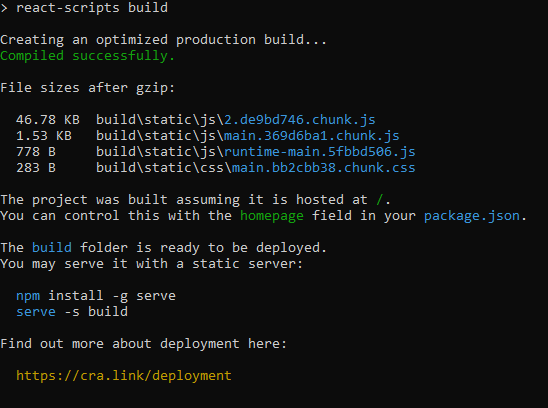 > react-scripts build
Creating an optimized production build...
Compiled successfully.
File sizes after gzip:
46.78 KB  build\static\js\2.de9bd746.chunk.js
1.53 KB   build\static\js\main.369d6ba1.chunk.js
778 B     build\static\js\runtime-main.5fbbd506.js
283 B     build\static\css\main.bb2cbb38.chunk.css
The project was built assuming it is hosted at /.
You can control this with the homepage field in your package.json.
The build folder is ready to be deployed.
You may serve it with a static server:
npm install -g serve
serve -s build
Find out more about deployment here:
https://cra.link/deployment